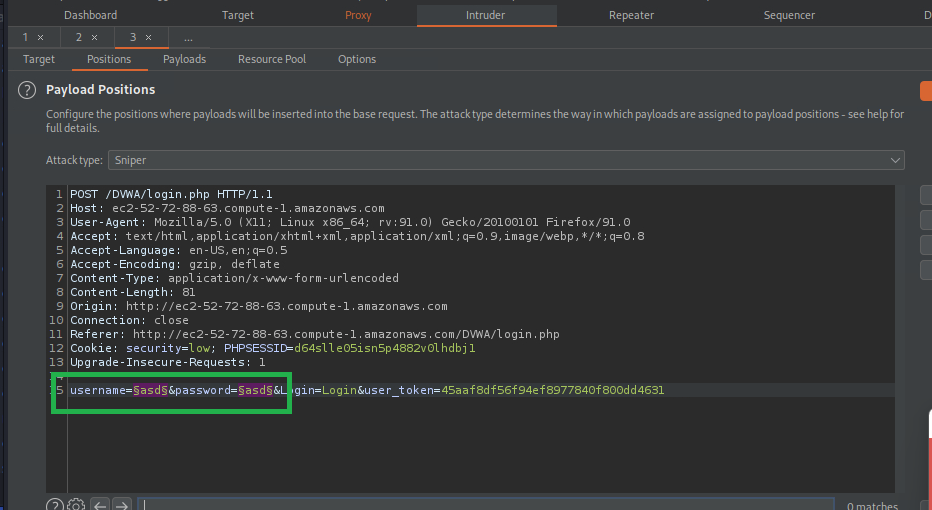 Dashboard Target Proxy Intruder Repeater Sequencer D
1 × 2 × 3 × ...
Target Positions Payloads Resource Pool Options
? Payload Positions
Configure the positions where payloads will be inserted into the base request. The attack type determines the way in which payloads are assigned to payload positions - see help for
full details.
Attack type: Sniper
1 POST /DVWA/login.php HTTP/1.1
2 Host: ec2-52-72-88-63.compute-1.amazonaws.com
3 User-Agent: Mozilla/5.0 (X11; Linux x86_64; rv:91.0) Gecko/20100101 Firefox/91.0
4 Accept: text/html,application/xhtml+xml,application/xml;q=0.9,image/webp,*/*;q=0.8
5 Accept-Language: en-US,en;q=0.5
6 Accept-Encoding: gzip, deflate
7 Content-Type: application/x-www-form-urlencoded
8 Content-Length: 81
9 Origin: http://ec2-52-72-88-63.compute-1.amazonaws.com
10 Connection: close
11 Referer: http://ec2-52-72-88-63.compute-1.amazonaws.com/DVWA/login.php
12 Cookie: security=low; PHPSESSID=d64slle05isn5p4882v0lhdbj1
13 Upgrade-Insecure-Requests: 1
14
15 username=§asd§&password=§asd§&Login=Login&user_token=45aaf8df56f94ef8977840f800dd4631
? 0 matches